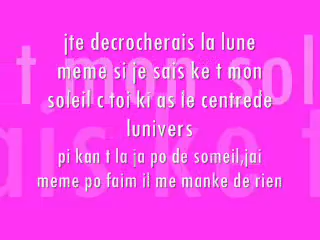 jte decrocherais la lune
meme si je sais ke t mon
soleil c toi ki as le centrede
lunivers
pi kan t la ja po de someil,jai
meme po faim il me manke de rien